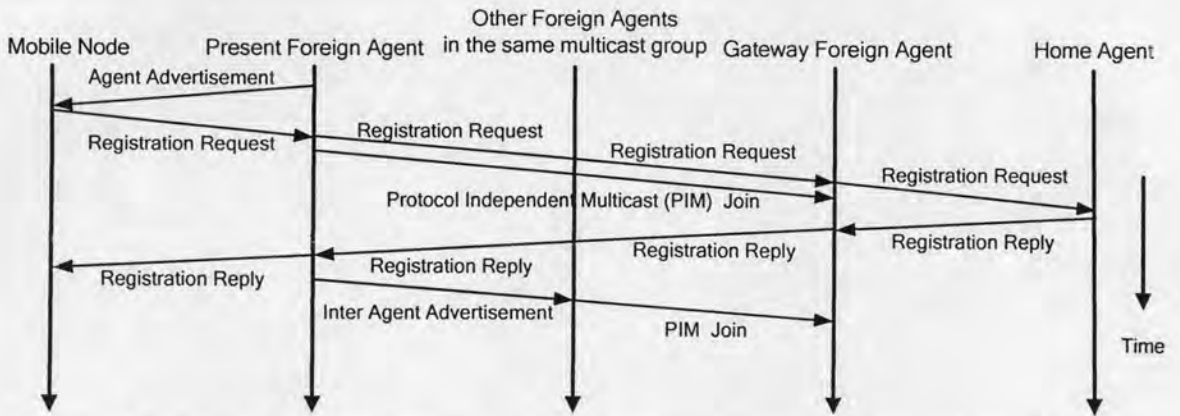 Other Foreign Agents
in the same multicast group
Mobile Node
Present Foreign Agent
Gateway Foreign Agent
Home Agent
Agent Advertisement
Registration Request
Registration Request
Registration Request
Registration Request
Protocol Independent Multicast (PIM) Join
Registration Reply
Registration Reply
Registration Reply
Registration Reply
Inter Agent Advertisement
PIM Join
Time